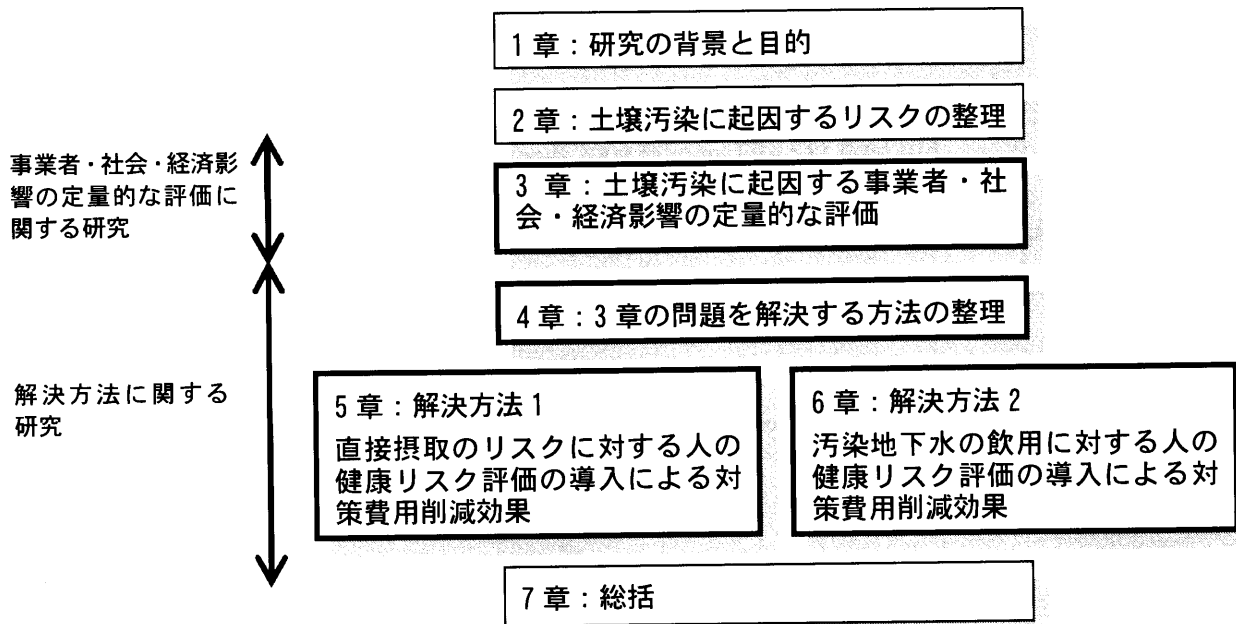 1章：研究の背景と目的
2章：土壌汚染に起因するリスクの整理
事業者・社会・経済影
響の定量的な評価に
関する研究
3章：土壌汚染に起因する事業者・社
会・経済影響の定量的な評価
4章：3章の問題を解決する方法の整理
解決方法に関する
研究
5章：解決方法1
直接摂取のリスクに対する人の
健康リスク評価の導入による対
策費用削減効果
6章：解決方法2
汚染地下水の飲用に対する人の
健康リスク評価の導入による対
策費用削減効果
7章：総括